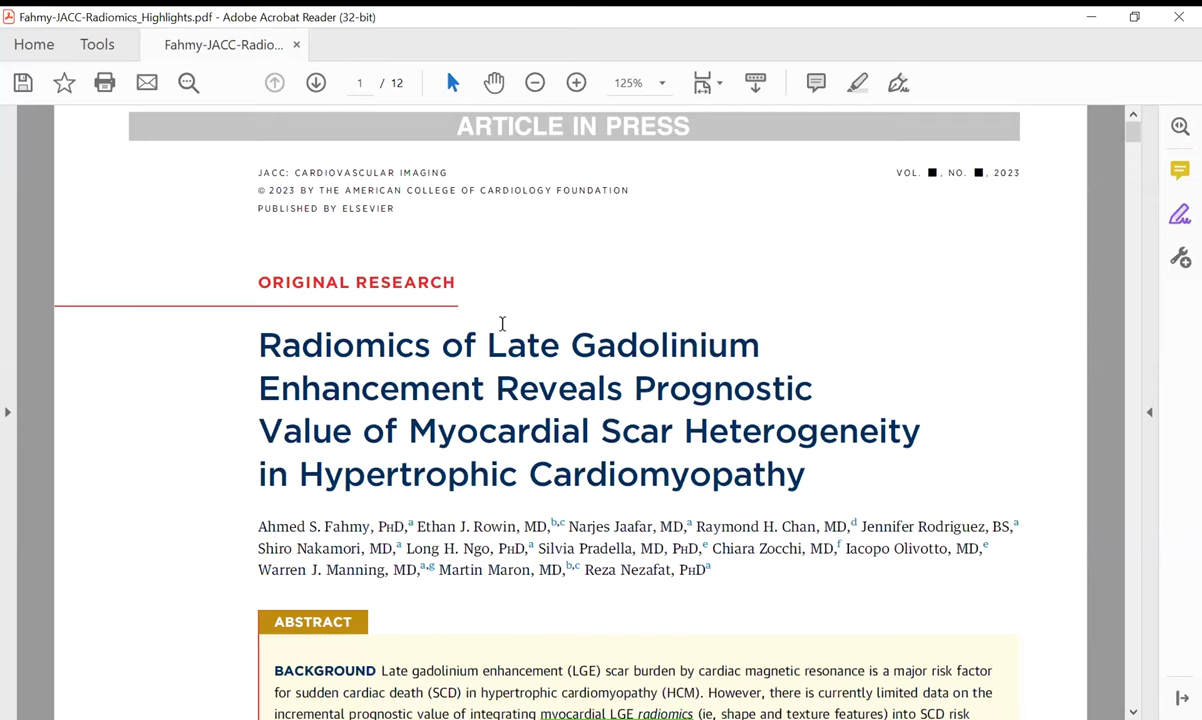 Fahmy-JACC-Radiomics_Highlights.pdf - Adobe Acrobat Reader (32-bit)
Home Tools Fahmy-JACC-Radio... ×
1 / 12 125%
ARTICLE IN PRESS
JACC: CARDIOVASCULAR IMAGING VOL. ■, NO. ■, 2023
© 2023 BY THE AMERICAN COLLEGE OF CARDIOLOGY FOUNDATION
PUBLISHED BY ELSEVIER
ORIGINAL RESEARCH
Radiomics of Late Gadolinium
Enhancement Reveals Prognostic
Value of Myocardial Scar Heterogeneity
in Hypertrophic Cardiomyopathy
Ahmed S. Fahmy, PHD,a Ethan J. Rowin, MD,b,c Narjes Jaafar, MD,a Raymond H. Chan, MD,d Jennifer Rodriguez, BS,a
Shiro Nakamori, MD,a Long H. Ngo, PHD,a Silvia Pradella, MD, PHD,e Chiara Zocchi, MD,f Iacopo Olivotto, MD,e
Warren J. Manning, MD,a,g Martin Maron, MD,b,c Reza Nezafat, PHDa
ABSTRACT
BACKGROUND Late gadolinium enhancement (LGE) scar burden by cardiac magnetic resonance is a major risk factor
for sudden cardiac death (SCD) in hypertrophic cardiomyopathy (HCM). However, there is currently limited data on the
incremental prognostic value of integrating myocardial LGE radiomics (ie, shape and texture features) into SCD risk